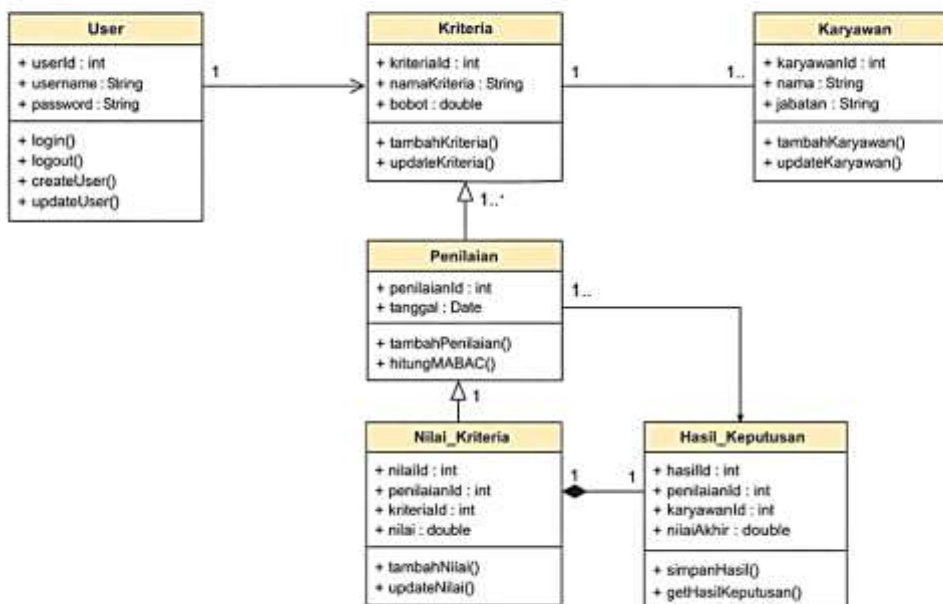 User
+ userId : int
+ username : String
+ password : String
+ login()
+ logout()
+ createUser()
+ updateUser()
1
Kriteria
+ kriteriaId : int
+ namaKriteria : String
+ bobot : double
+ tambahKriteria()
+ updateKriteria()
1
1..
Karyawan
+ karyawanId : int
+ nama : String
+ jabatan : String
+ tambahKaryawan()
+ updateKaryawan()
1..*
Penilaian
+ penilaianId : int
+ tanggal : Date
+ tambahPenilaian()
+ hitungMABAC()
1..
1
Nilai_Kriteria
+ nilaiId : int
+ penilaianId : int
+ kriteriaId : int
+ nilai : double
+ tambahNilai()
+ updateNilai()
1
1
Hasil_Keputusan
+ hasilId : int
+ penilaianId : int
+ karyawanId : int
+ nilaiAkhir : double
+ simpanHasil()
+ getHasilKeputusan()